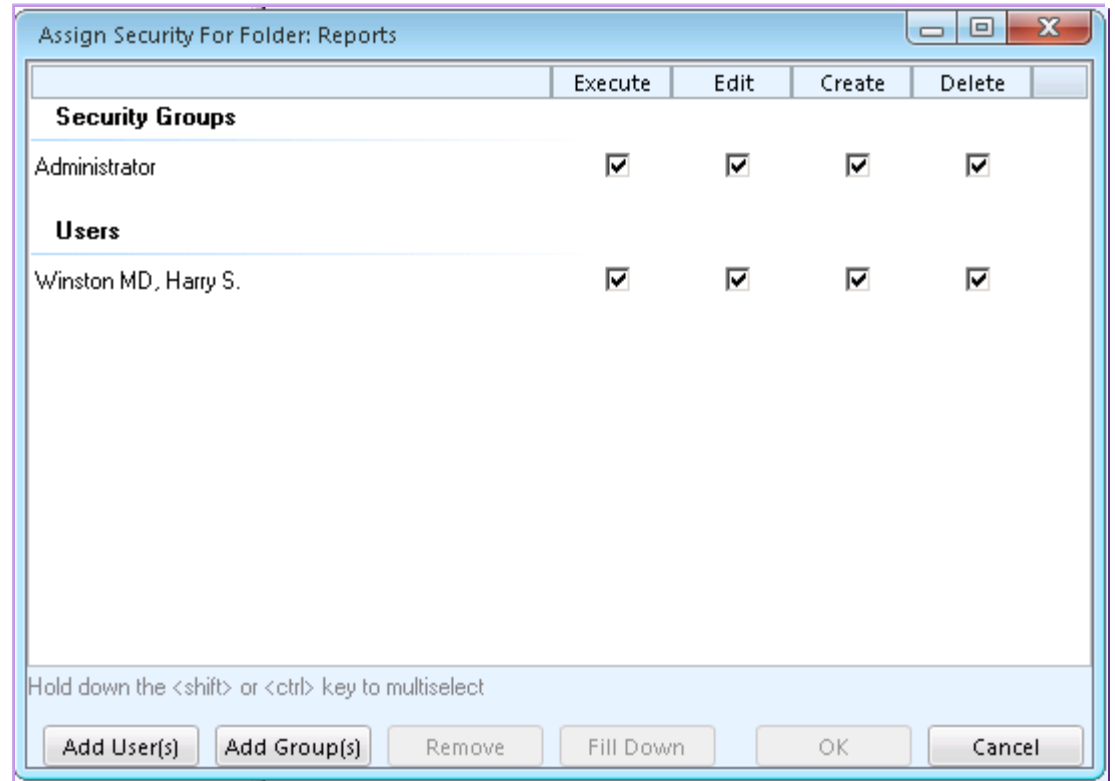 Assign Security For Folder: Reports
Execute Edit Create Delete
Security Groups
Administrator
Users
Winston MD, Harry S.
Hold down the <shift> or <ctrl> key to multiselect
Add User(s) Add Group(s) Remove Fill Down OK Cancel